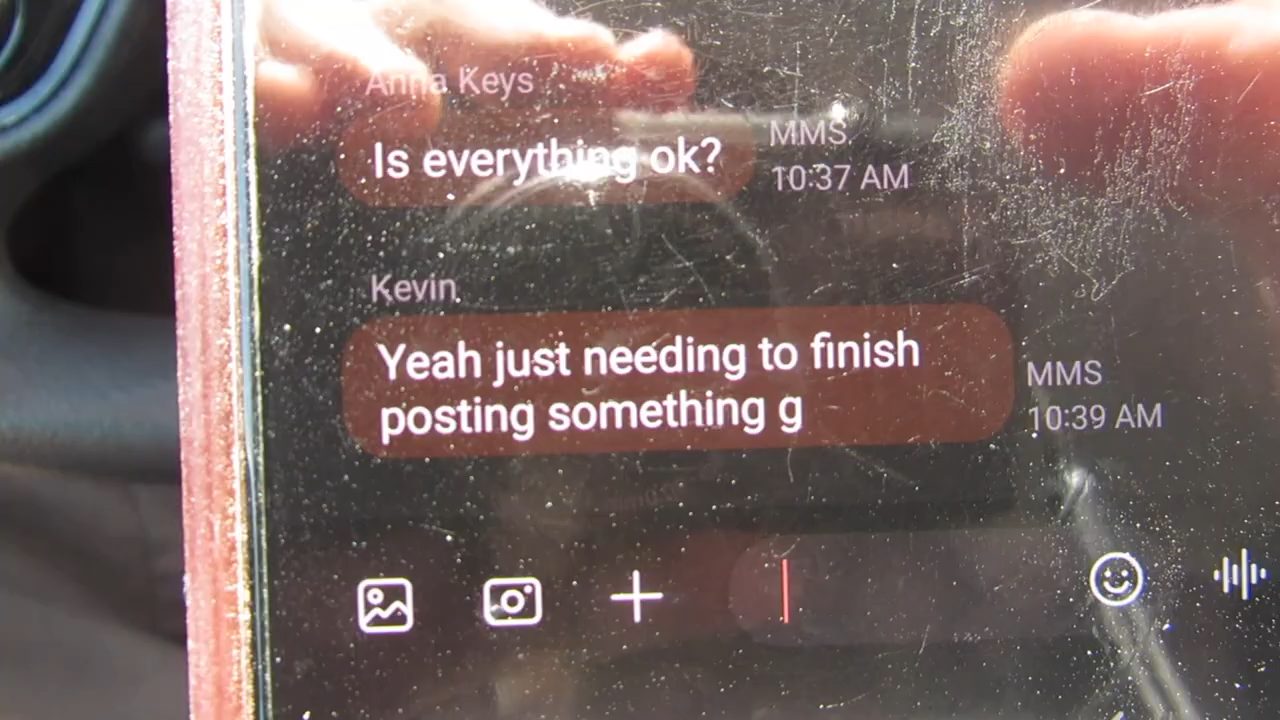 Anna Keys
Is everything ok?
MMS
10:37 AM
Kevin
Yeah just needing to finish
posting something g
MMS
10:39 AM